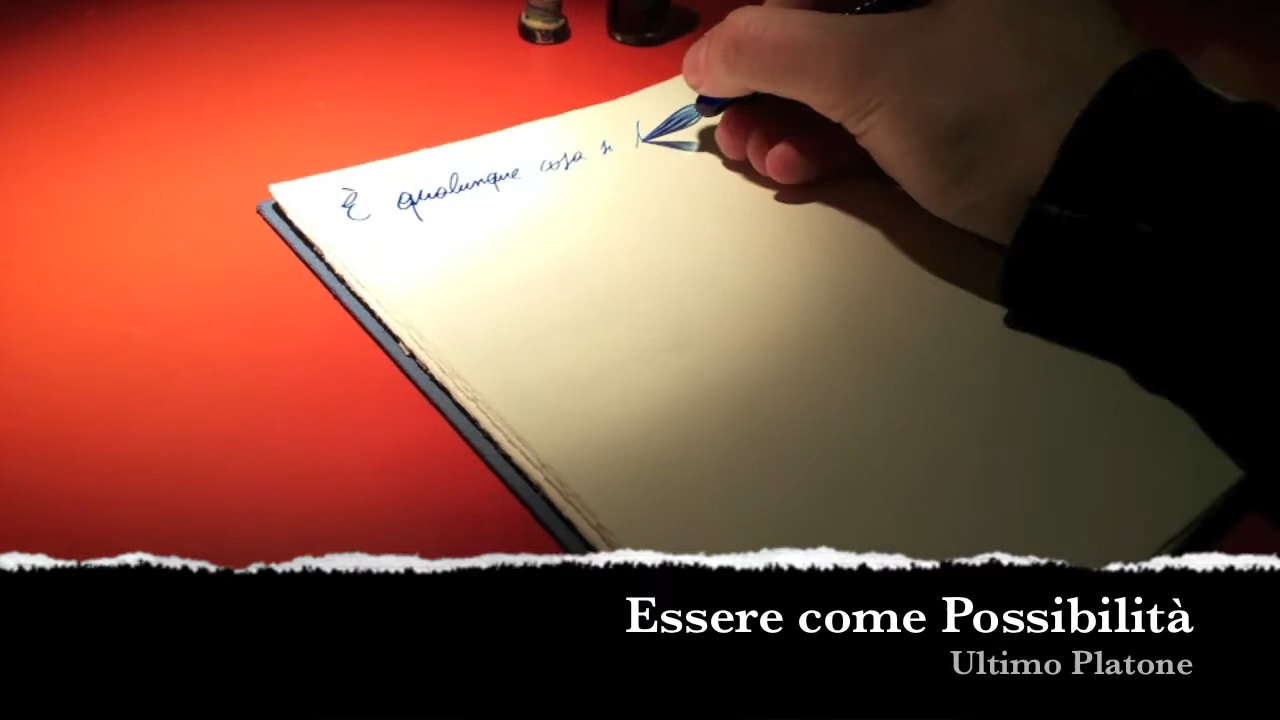 È qualunque cosa si
Essere come Possibilità
Ultimo Platone